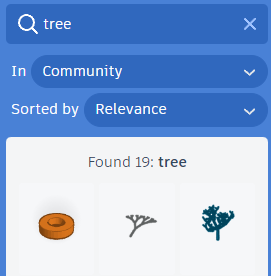 tree
In Community
Sorted by Relevance
Found 19: tree